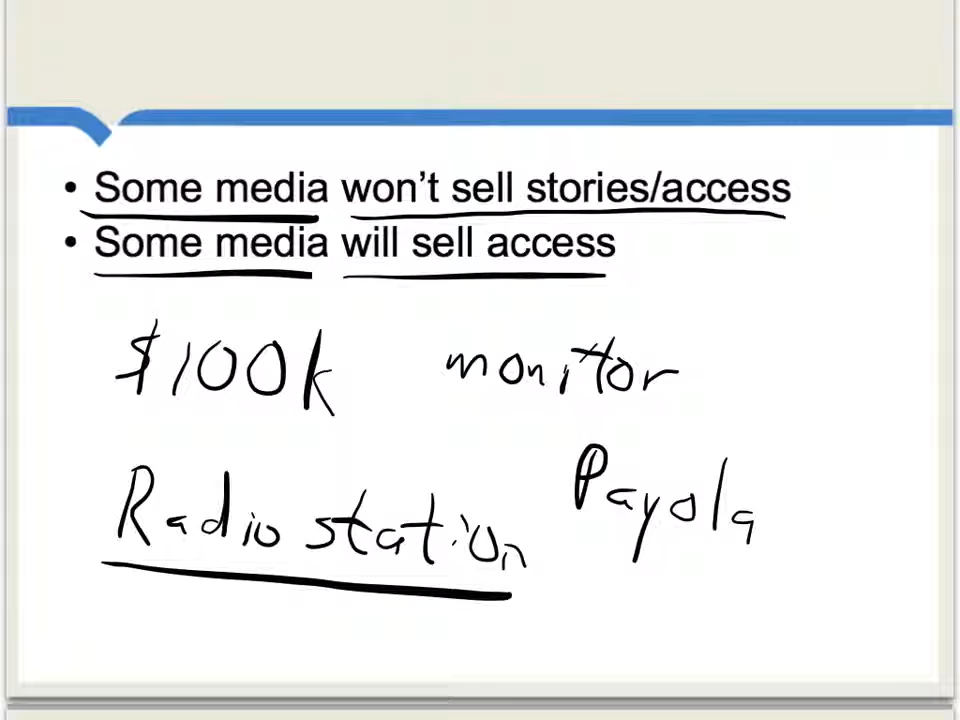 • Some media won't sell stories/access
• Some media will sell access
$100k monitor
Radio station Payola